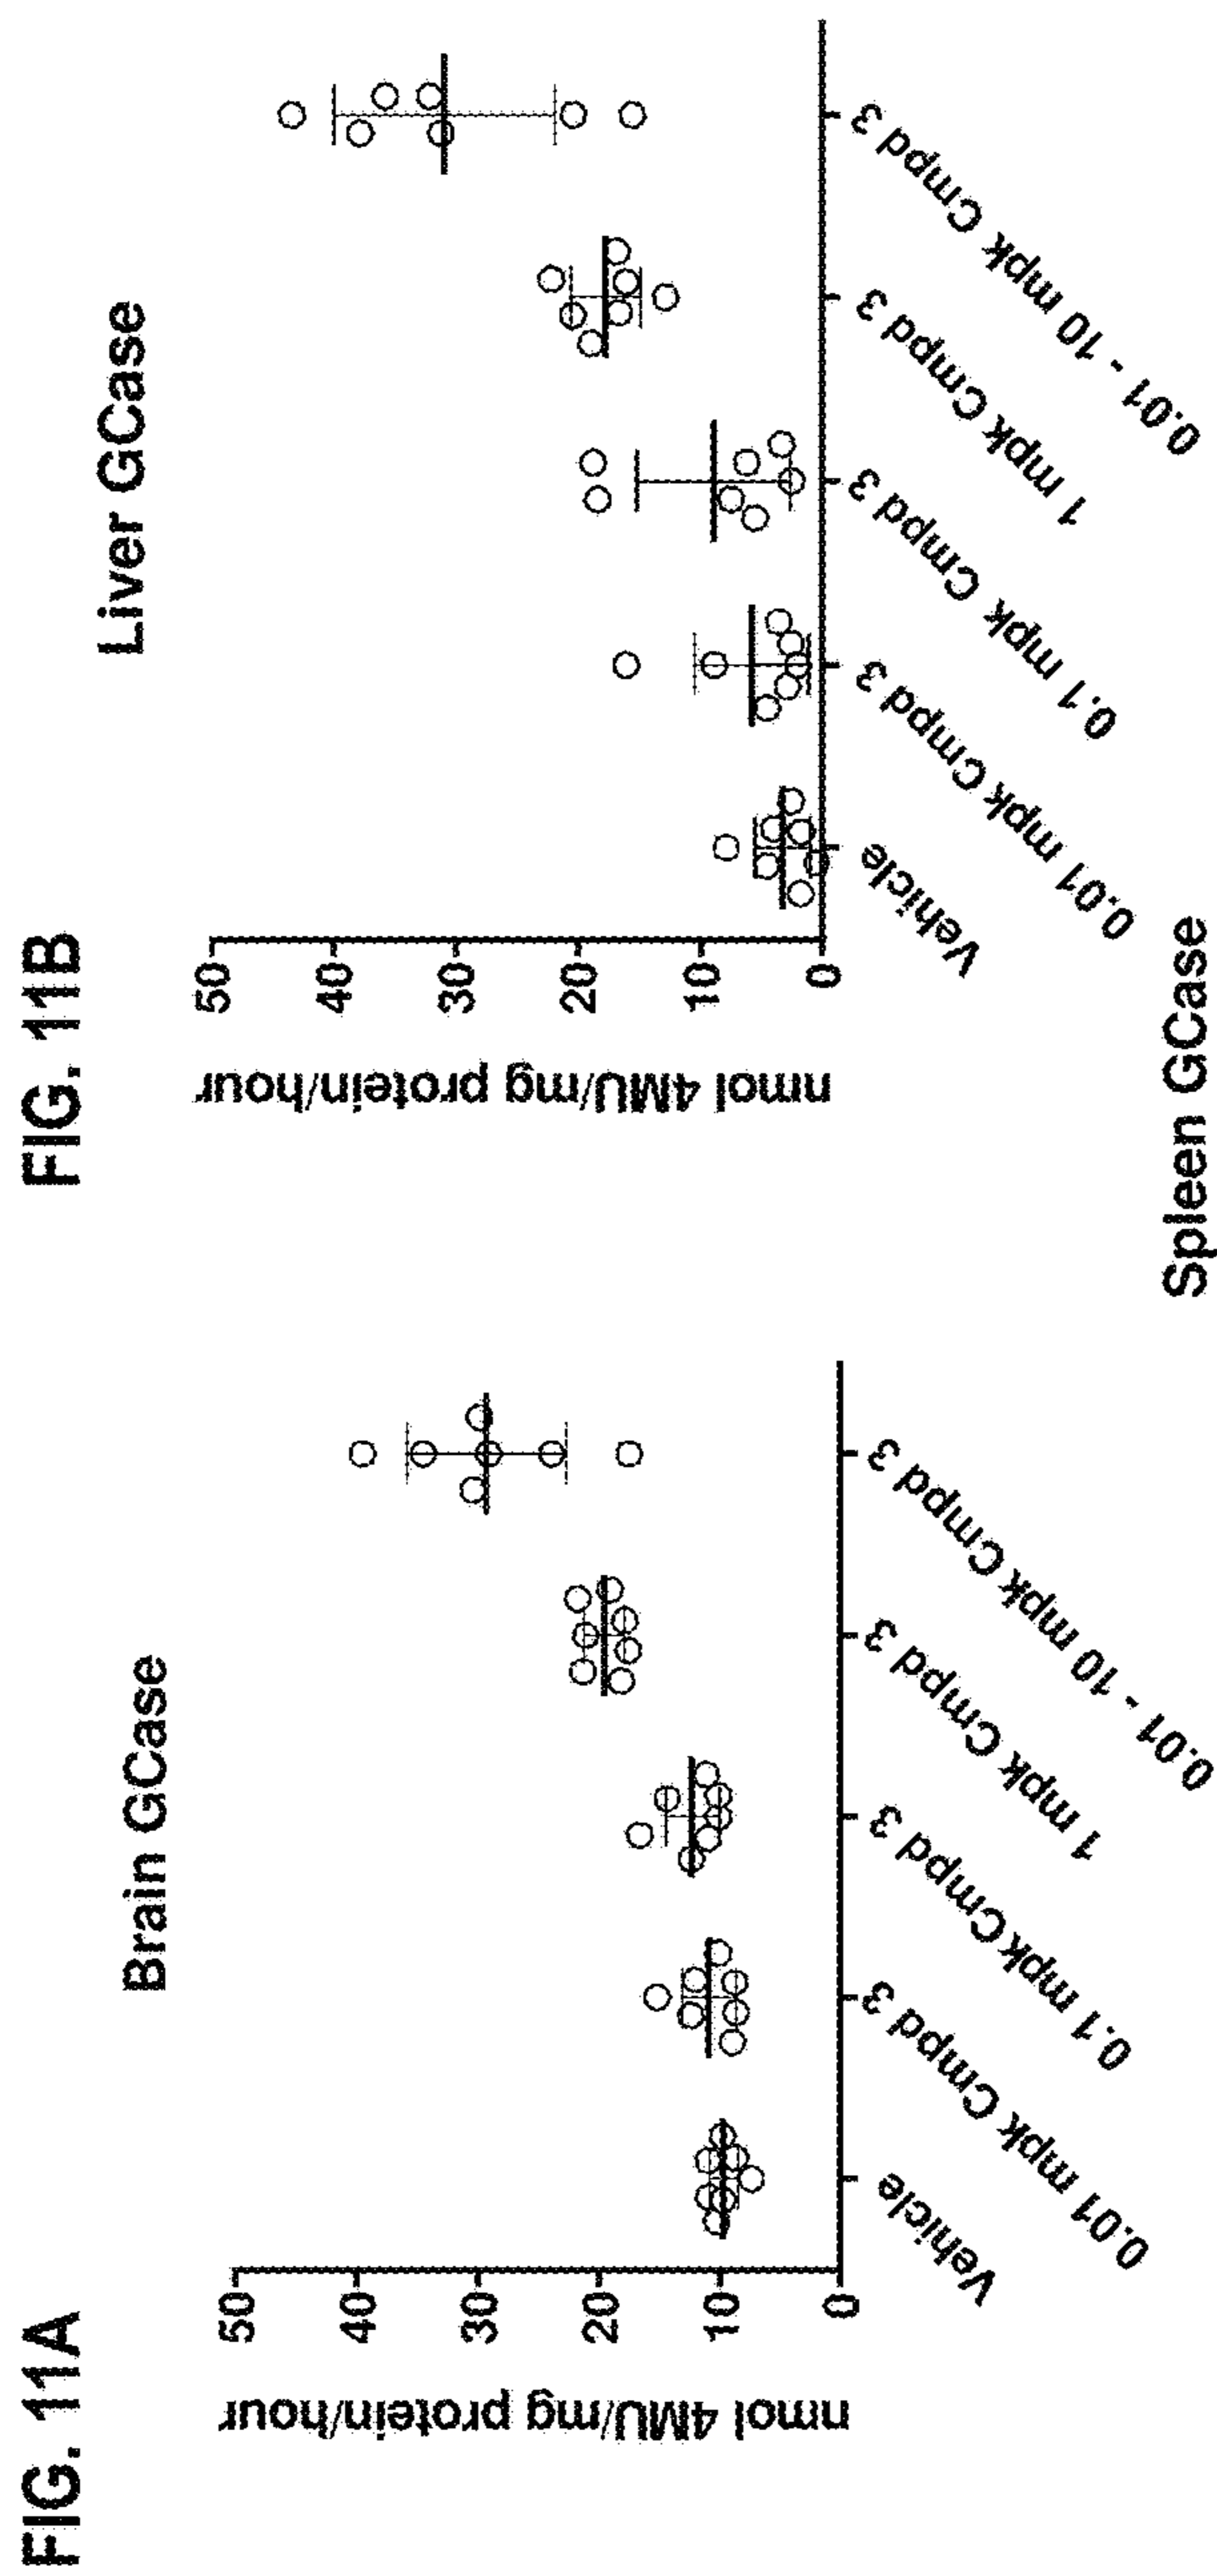 FIG. 11A
Brain GCase
nmol 4MU/mg protein/hour
50
40
30
20
10
0
Vehicle
0.01 mpk Cmpd 3
0.1 mpk Cmpd 3
1 mpk Cmpd 3
0.01 - 10 mpk Cmpd 3
FIG. 11B
Liver GCase
nmol 4MU/mg protein/hour
50
40
30
20
10
0
Vehicle
0.01 mpk Cmpd 3
0.1 mpk Cmpd 3
1 mpk Cmpd 3
0.01 - 10 mpk Cmpd 3
Spleen GCase